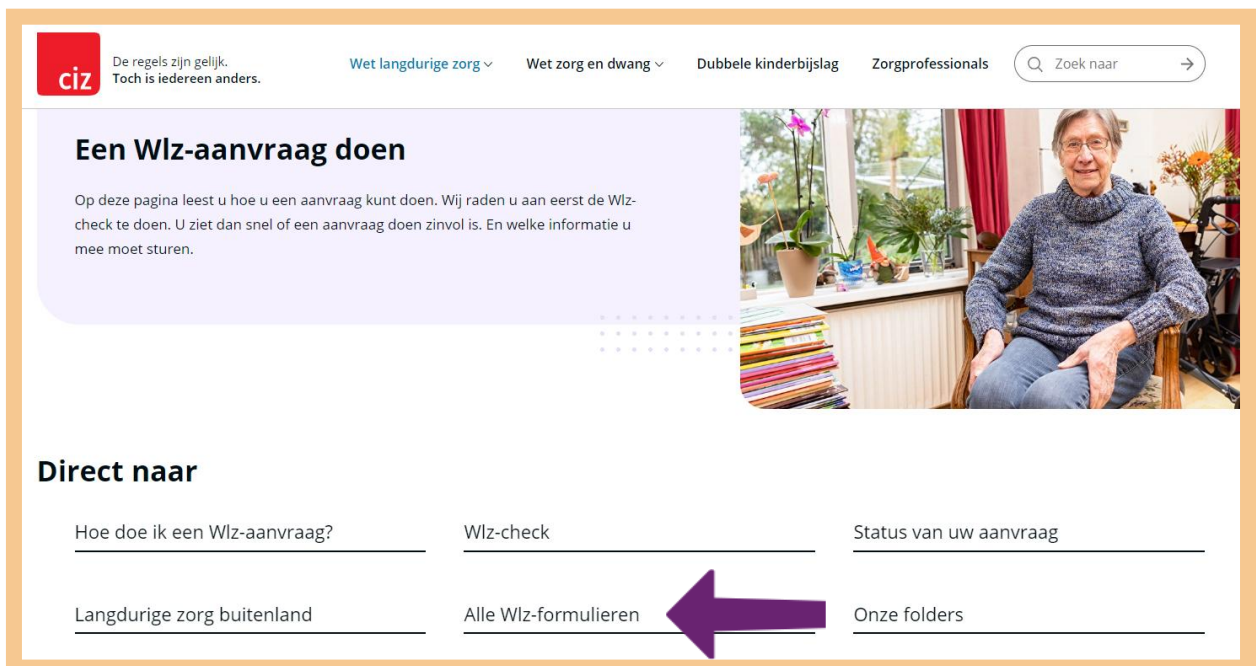 ciz
De regels zijn gelijk.
Toch is iedereen anders.
Wet langdurige zorg
Wet zorg en dwang
Dubbele kinderbijslag
Zorgprofessionals
Zoek naar
Een Wlz-aanvraag doen
Op deze pagina leest u hoe u een aanvraag kunt doen. Wij raden u aan eerst de Wlz-
check te doen. U ziet dan snel of een aanvraag doen zinvol is. En welke informatie u
mee moet sturen.
Direct naar
Hoe doe ik een Wlz-aanvraag?
Wlz-check
Status van uw aanvraag
Langdurige zorg buitenland
Alle Wlz-formulieren
Onze folders